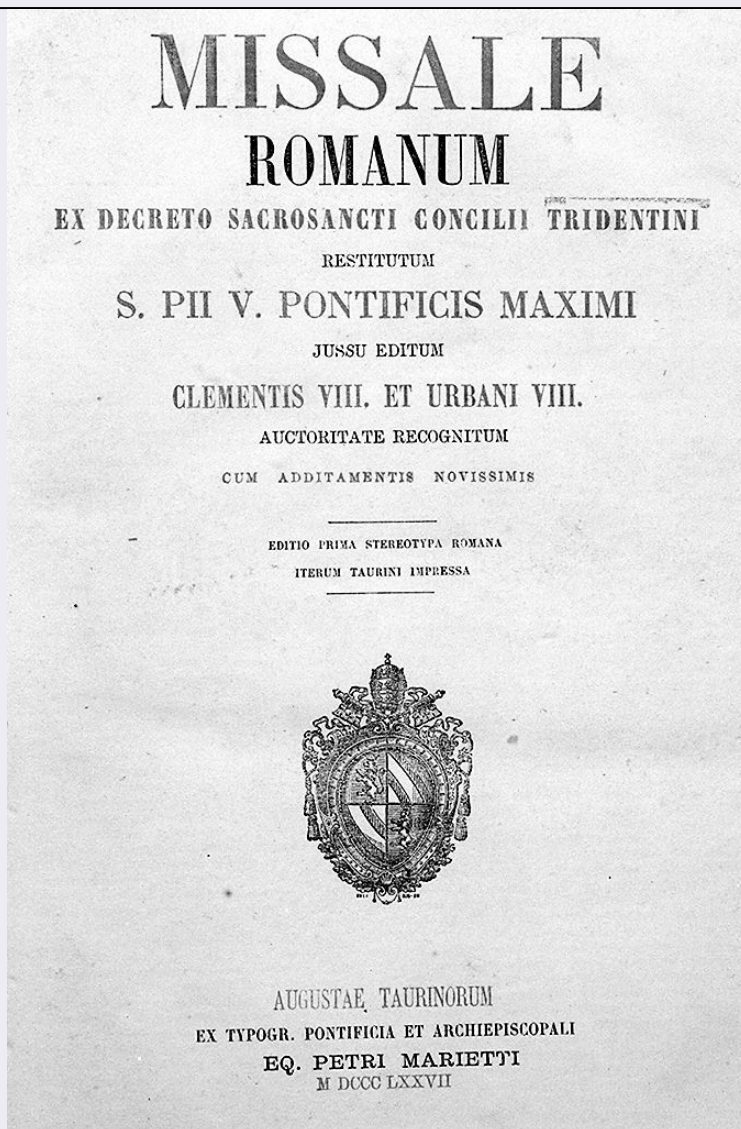 MISSALE
ROMANUM
EX DECRETO SACROSANCTI CONCILII TRIDENTINI
RESTITUTUM
S. PII V. PONTIFICIS MAXIMI
JUSSU EDITUM
CLEMENTIS VIII. ET URBANI VIII.
AUCTORITATE RECOGNITUM
CUM ADDITAMENTIS NOVISSIMIS
EDITIO PRIMA STEREOTYPA ROMANA
ITERUM TAURINI IMPRESSA
AUGUSTAE TAURINORUM
EX TYPOGR. PONTIFICIA ET ARCHIEPISCOPALI
EQ. PETRI MARIETTI
M DCCC LXXVII